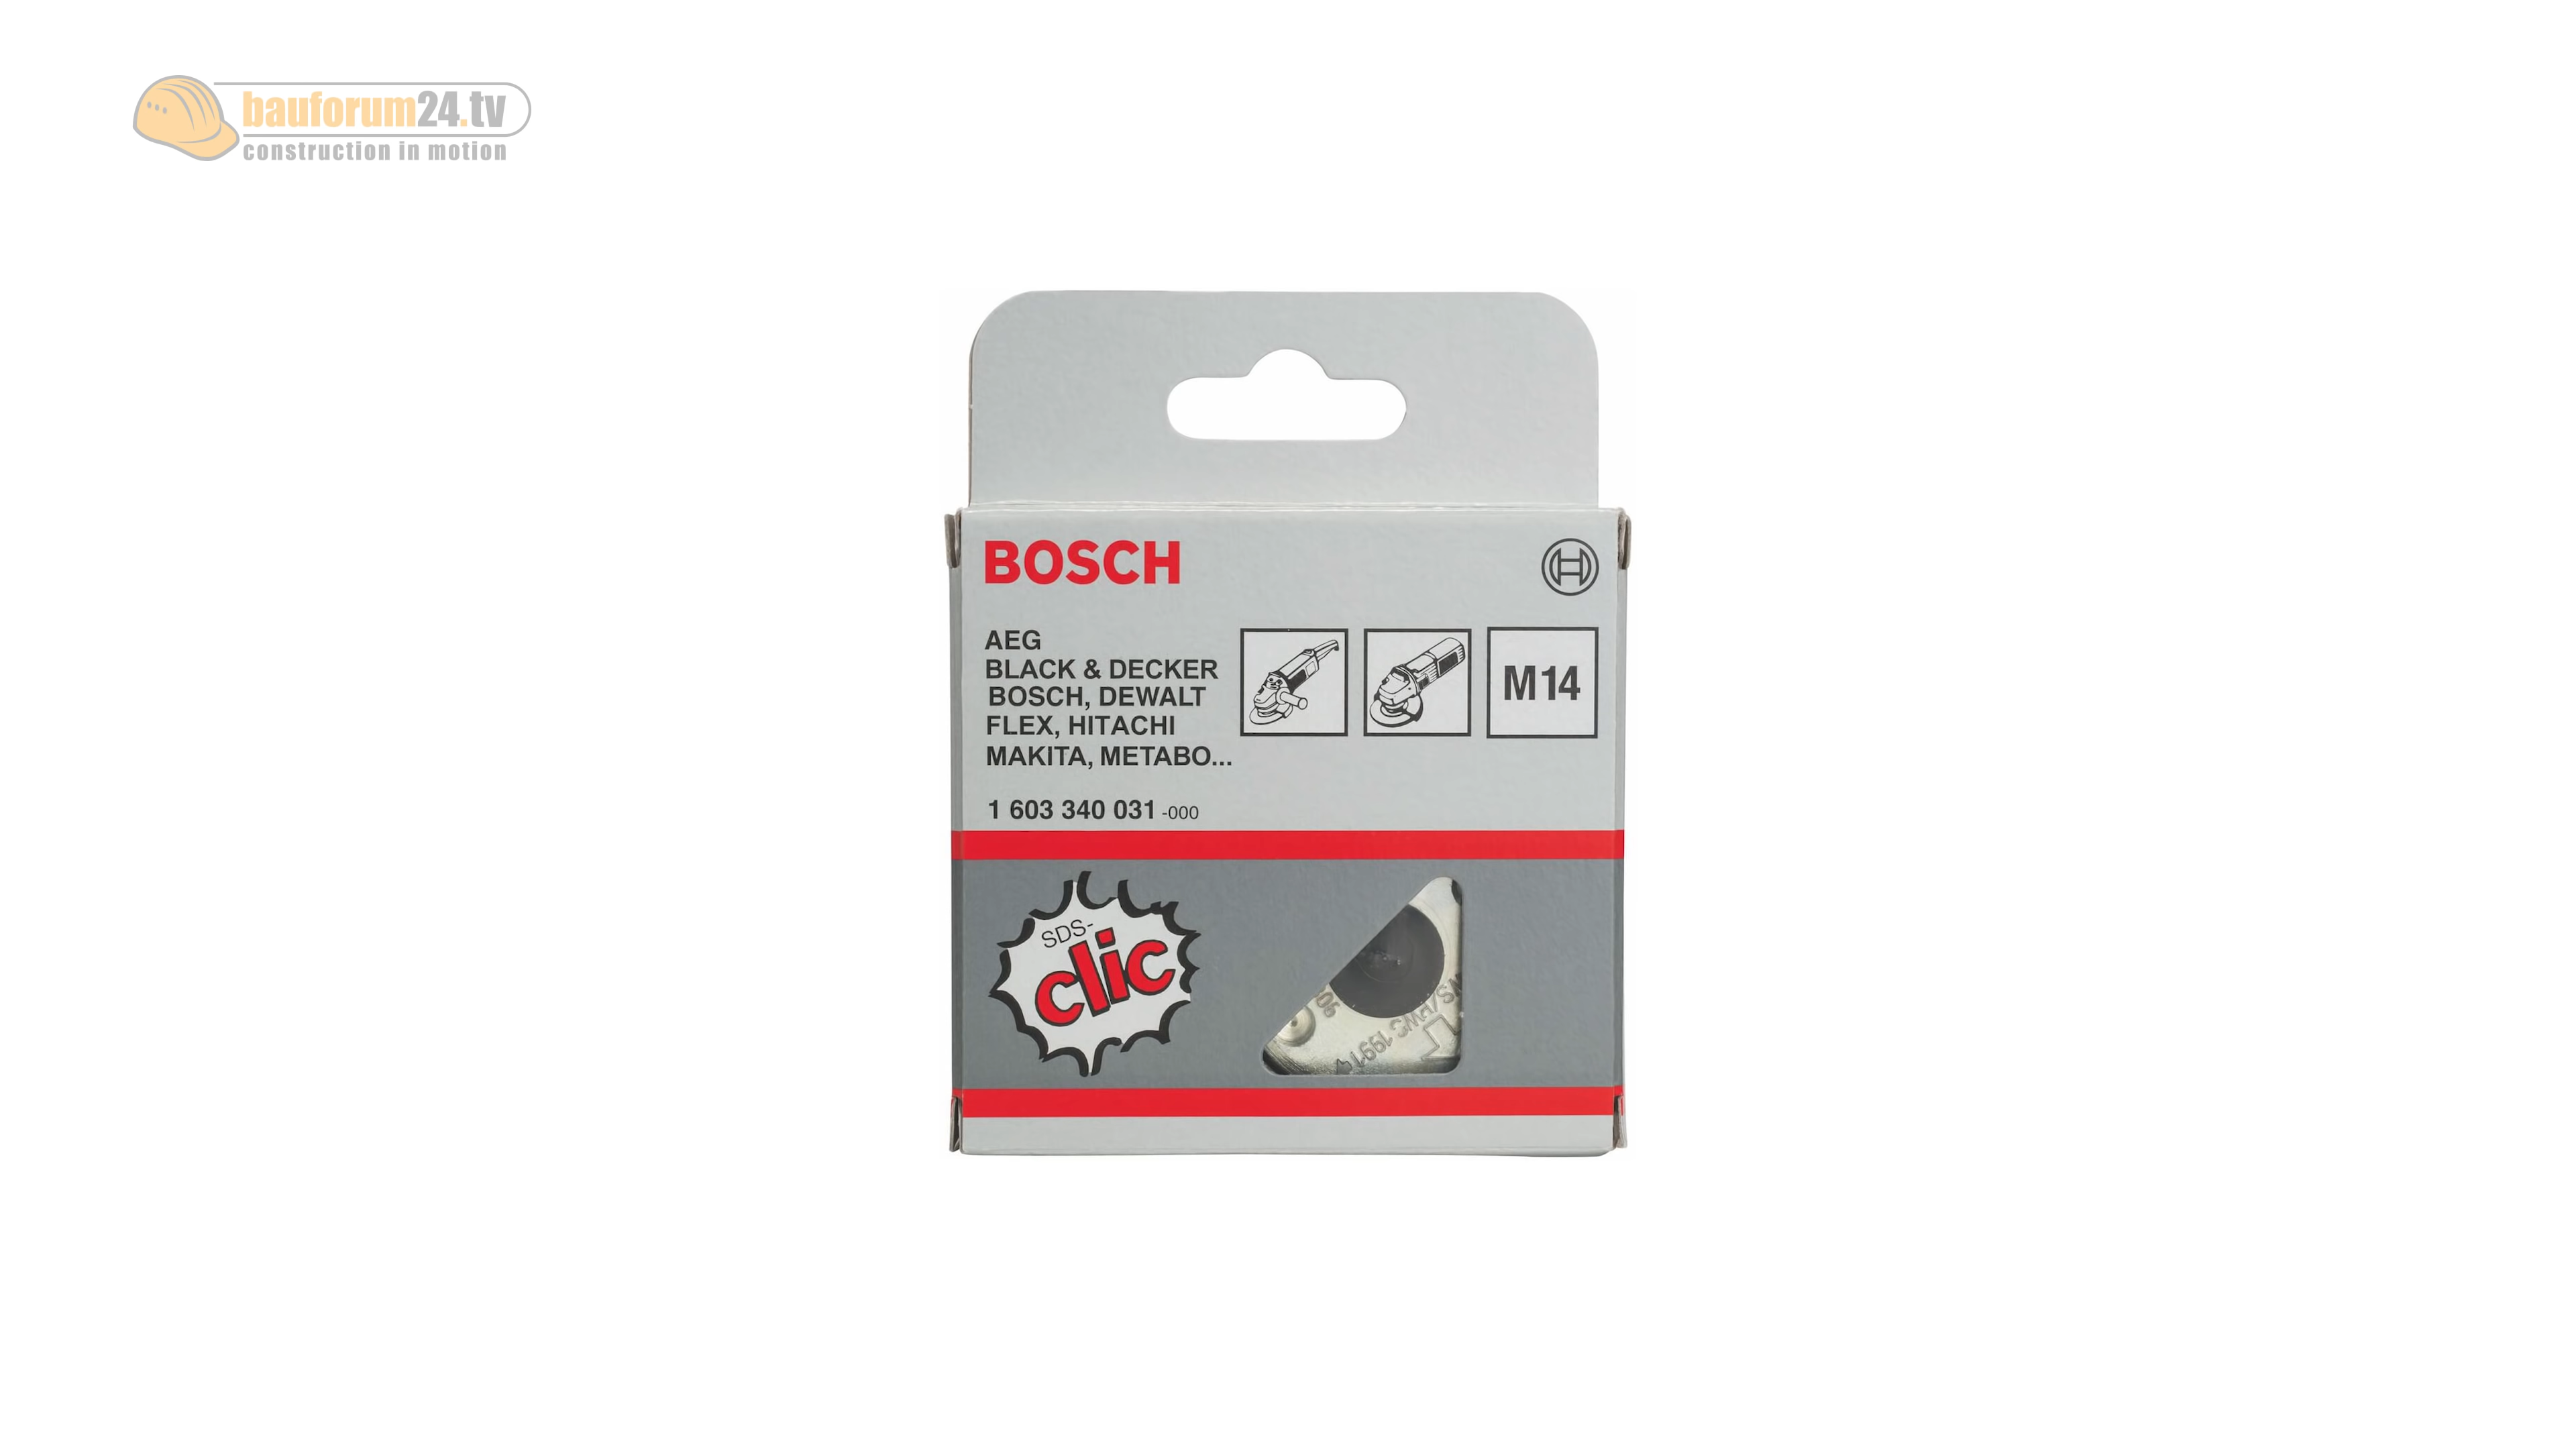 bauforum24.tv
construction in motion
BOSCH
AEG
BLACK & DECKER
BOSCH, DEWALT
FLEX, HITACHI
MAKITA, METABO...
M14
1 603 340 031 -000
SDS-
clic